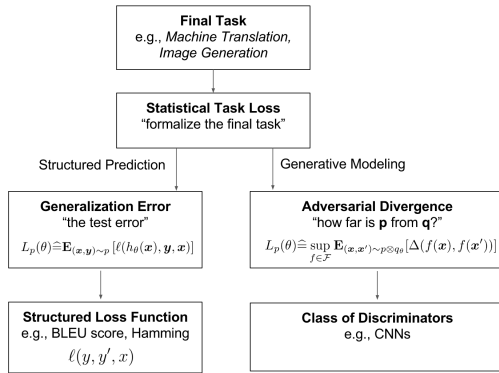 Final Task
e.g., Machine Translation,
Image Generation
Statistical Task Loss
“formalize the final task”
Structured Prediction
Generative Modeling
Generalization Error
“the test error”
L_p(θ)≙E_{(x,y)∼p} [ℓ(h_θ(x), y, x)]
Adversarial Divergence
“how far is p from q?”
L_p(θ)≙ sup_{f∈F} E_{(x,x′)∼p⊗q_θ}[Δ(f(x), f(x′))]
Structured Loss Function
e.g., BLEU score, Hamming
ℓ(y, y′, x)
Class of Discriminators
e.g., CNNs